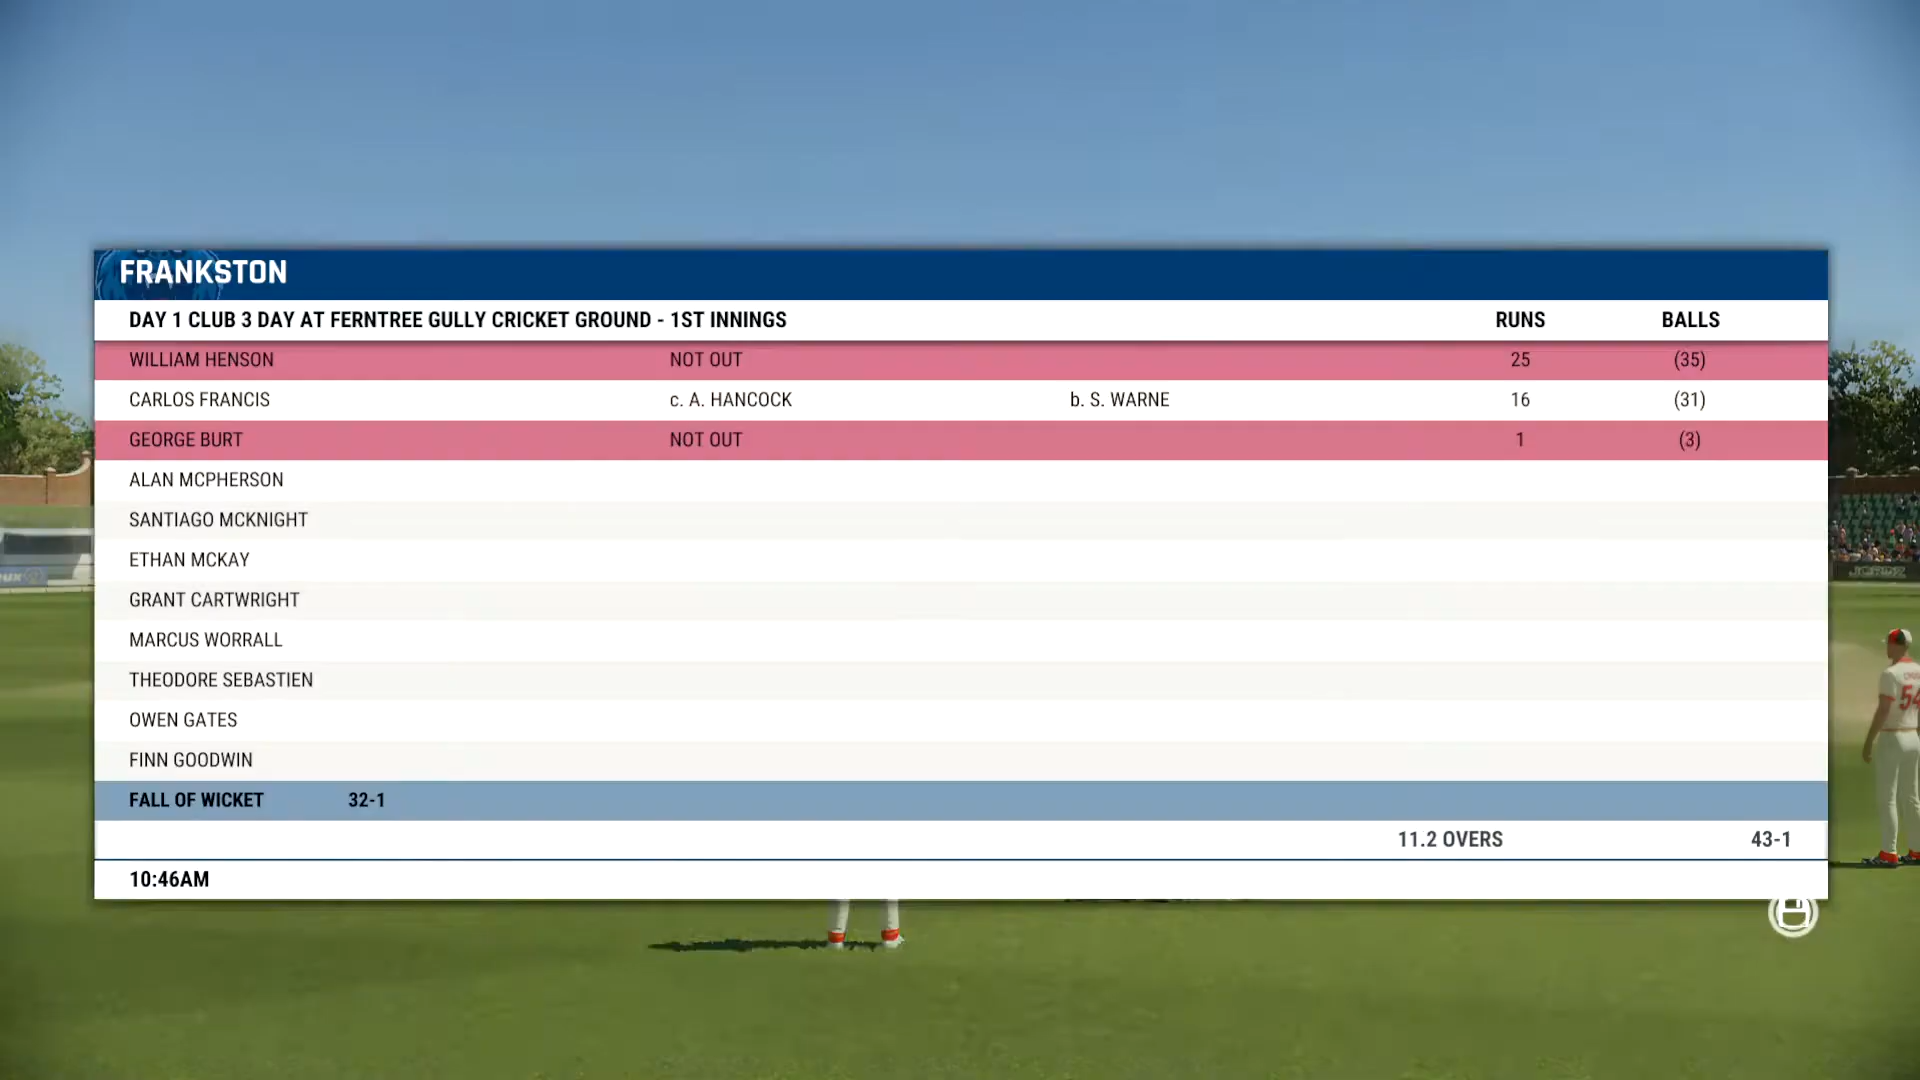 FRANKSTON
DAY 1 CLUB 3 DAY AT FERNTREE GULLY CRICKET GROUND - 1ST INNINGS RUNS BALLS
WILLIAM HENSON NOT OUT 25 (35)
CARLOS FRANCIS c. A. HANCOCK b. S. WARNE 16 (31)
GEORGE BURT NOT OUT 1 (3)
ALAN MCPHERSON
SANTIAGO MCKNIGHT
ETHAN MCKAY
GRANT CARTWRIGHT
MARCUS WORRALL
THEODORE SEBASTIEN
OWEN GATES
FINN GOODWIN
FALL OF WICKET 32-1
11.2 OVERS 43-1
10:46AM
54